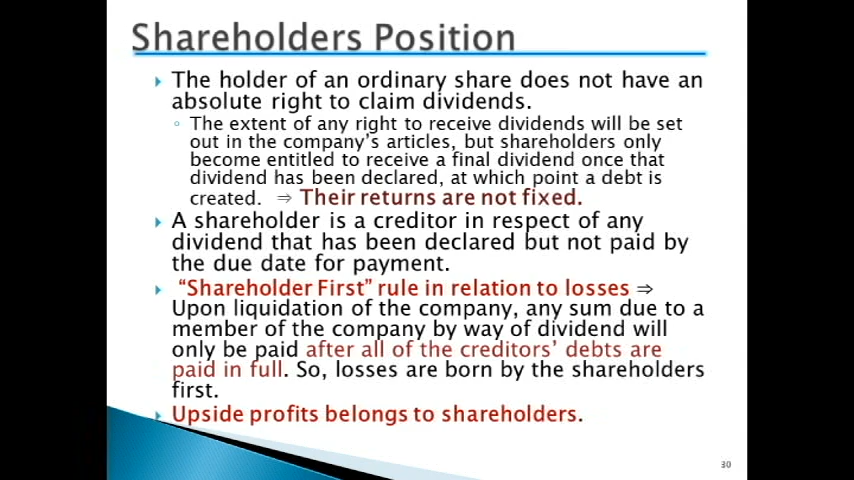 Shareholders Position
The holder of an ordinary share does not have an
absolute right to claim dividends.
The extent of any right to receive dividends will be set
out in the company's articles, but shareholders only
become entitled to receive a final dividend once that
dividend has been declared, at which point a debt is
created. ⇒ Their returns are not fixed.
A shareholder is a creditor in respect of any
dividend that has been declared but not paid by
the due date for payment.
“Shareholder First” rule in relation to losses ⇒
Upon liquidation of the company, any sum due to a
member of the company by way of dividend will
only be paid after all of the creditors’ debts are
paid in full. So, losses are born by the shareholders
first.
Upside profits belongs to shareholders.
30